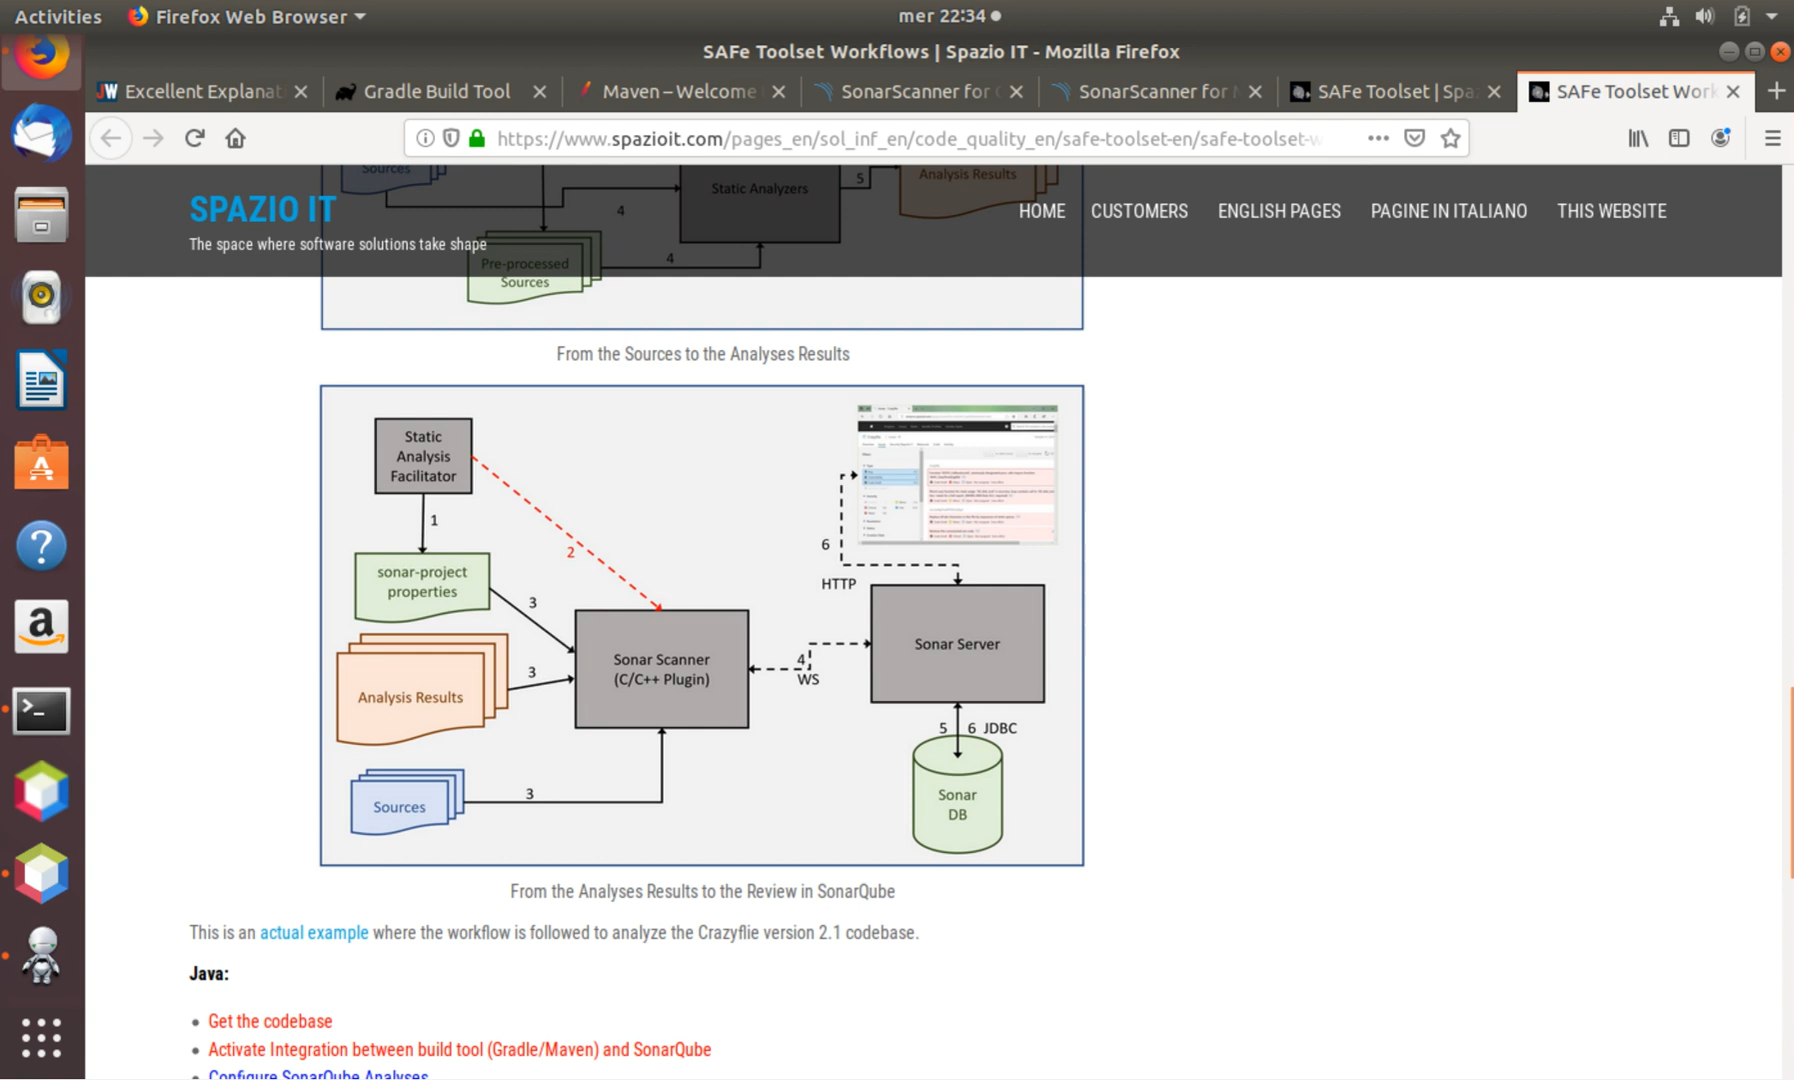 Activities
Firefox Web Browser
mer 22:34
SAFe Toolset Workflows | Spazio IT - Mozilla Firefox
JW Excellent Explanat
Gradle Build Tool
Maven – Welcome
SonarScanner for
SonarScanner for
SAFe Toolset | Spa
SAFe Toolset Work
https://www.spazioit.com/pages_en/sol_inf_en/code_quality_en/safe-toolset-en/safe-toolset-w
SPAZIO IT
The space where software solutions take shape
HOME
CUSTOMERS
ENGLISH PAGES
PAGINE IN ITALIANO
THIS WEBSITE
Sources
4
Static Analyzers
5
Analysis Results
Pre-processed
Sources
4
From the Sources to the Analyses Results
Static
Analysis
Facilitator
1
2
sonar-project
properties
3
Analysis Results
3
Sources
3
Sonar Scanner
(C/C++ Plugin)
4
WS
6
HTTP
Sonar Server
5
6 JDBC
Sonar
DB
From the Analyses Results to the Review in SonarQube
This is an actual example where the workflow is followed to analyze the Crazyflie version 2.1 codebase.
Java:
Get the codebase
Activate Integration between build tool (Gradle/Maven) and SonarQube
Configure SonarQube Analyses